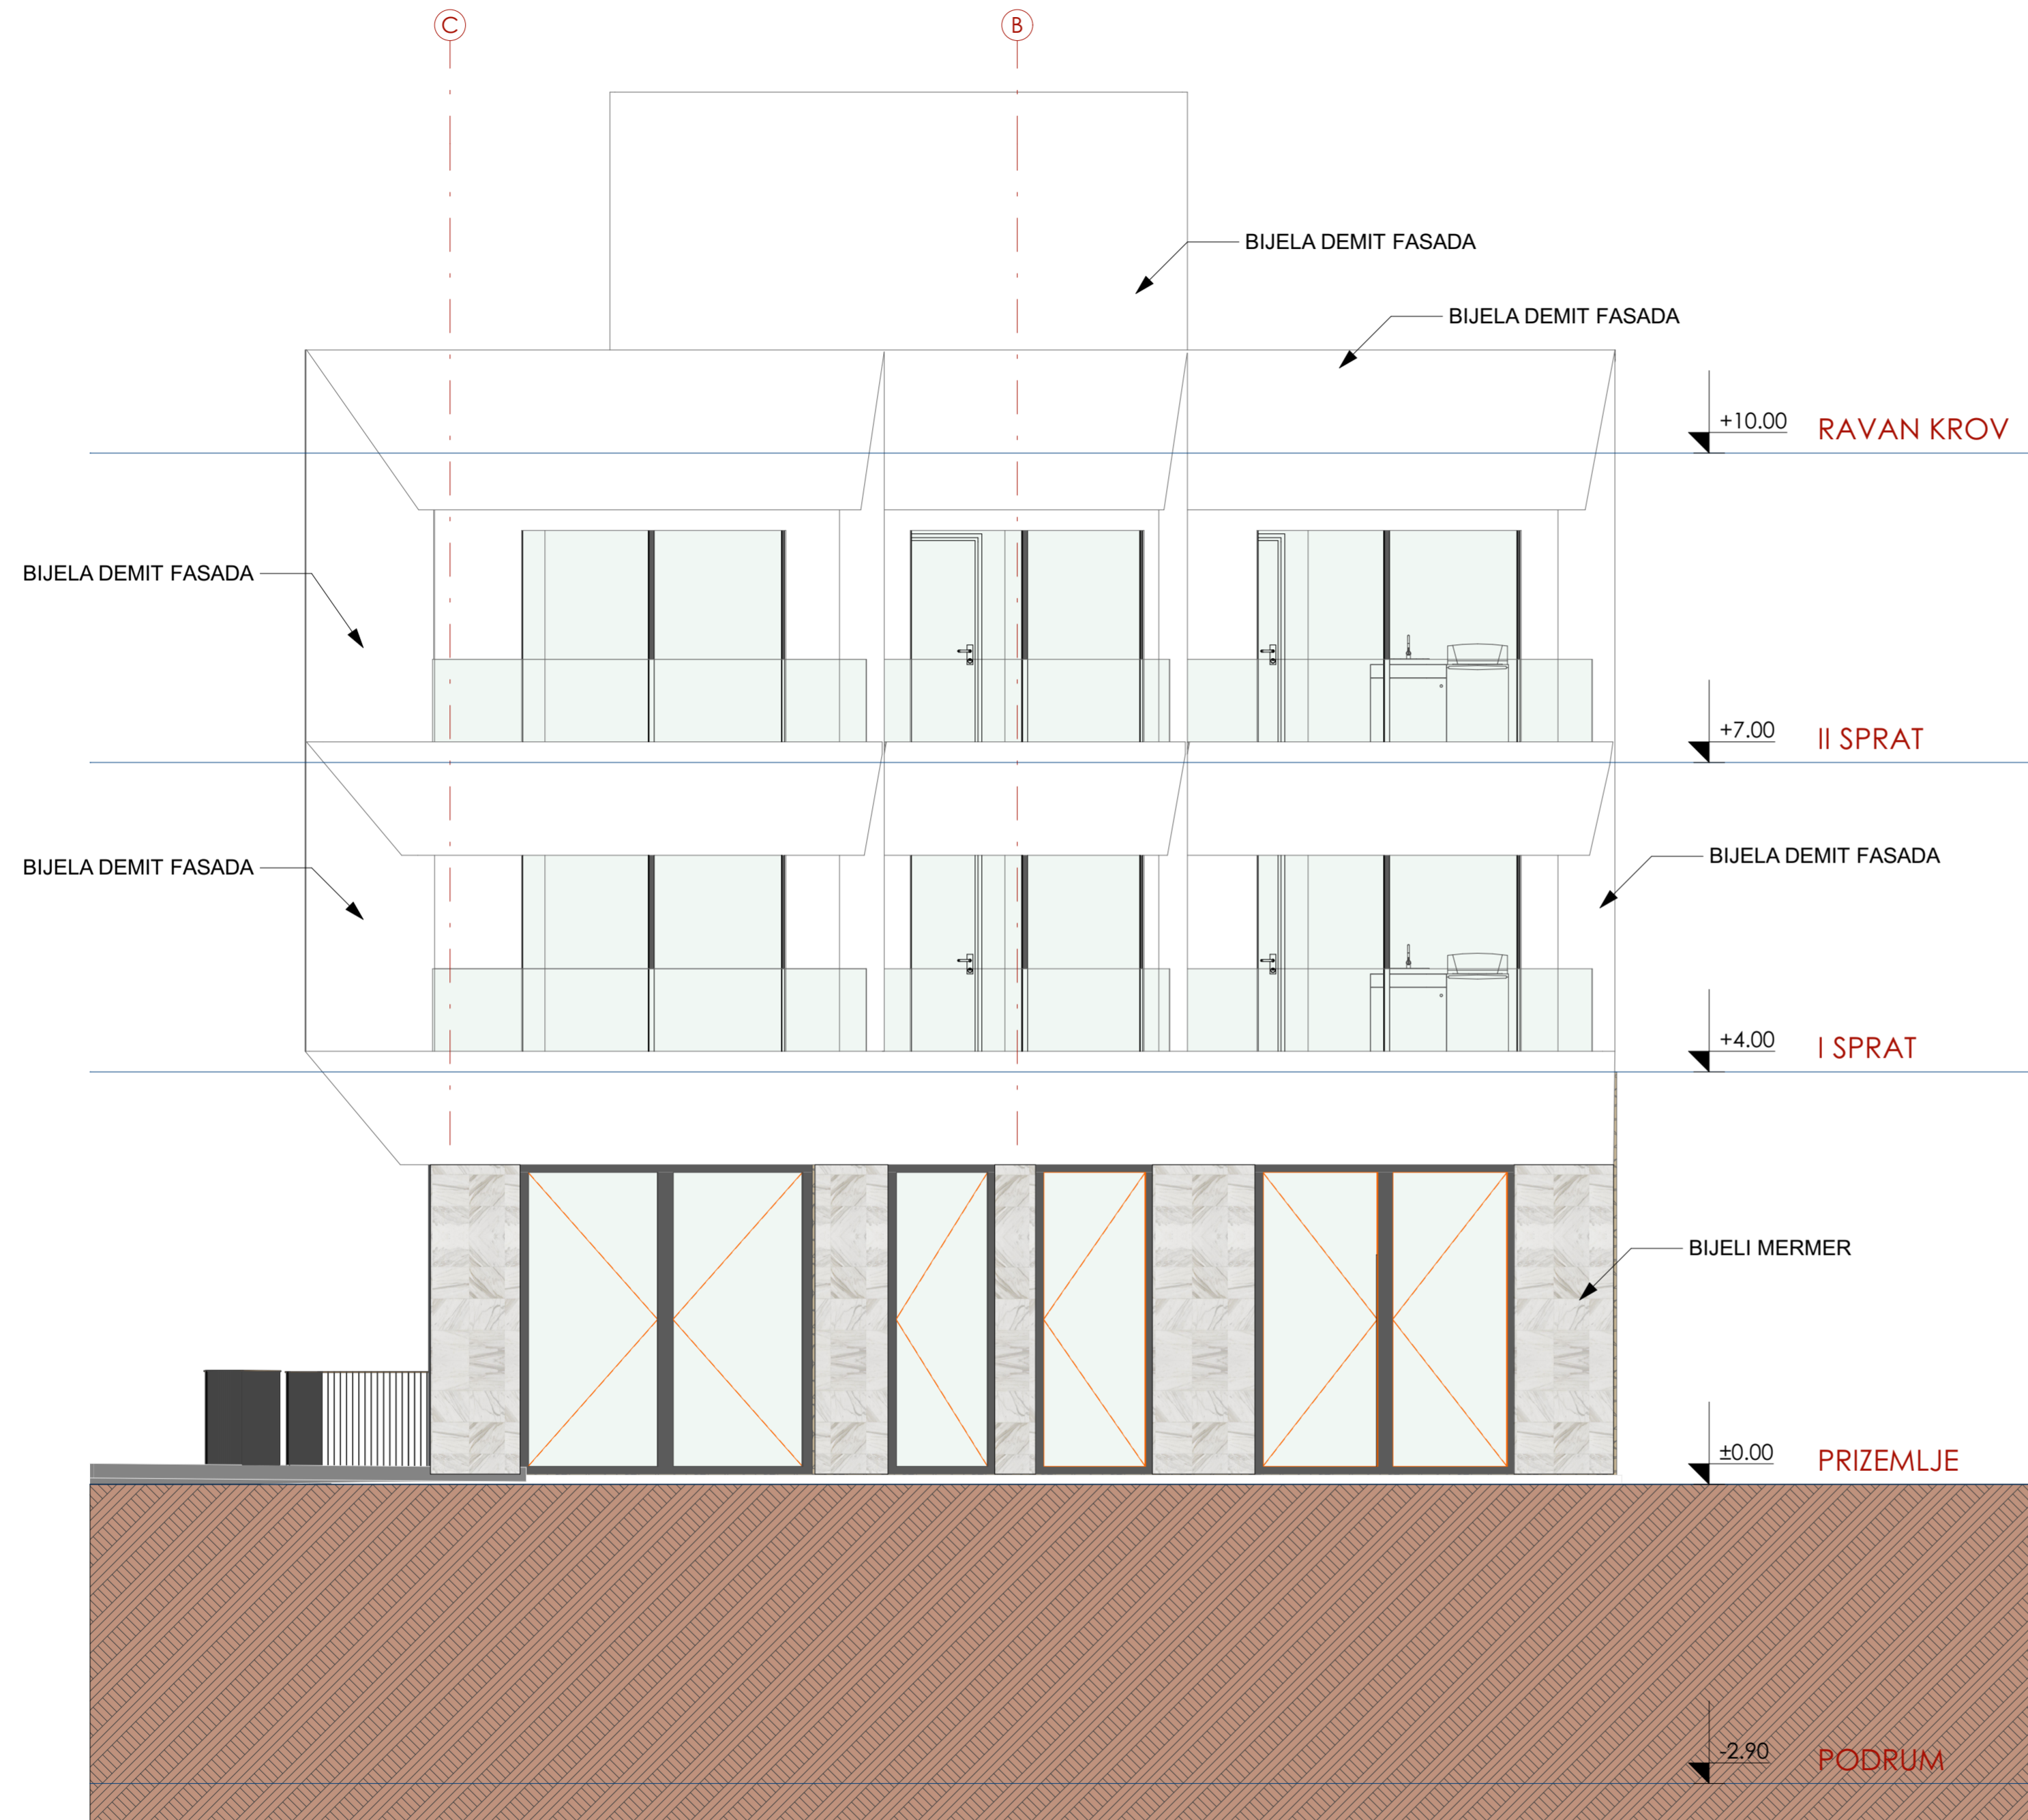 C
B
BIJELA DEMIT FASADA
BIJELA DEMIT FASADA
+10.00 RAVAN KROV
BIJELA DEMIT FASADA
+7.00 II SPRAT
BIJELA DEMIT FASADA
BIJELA DEMIT FASADA
+4.00 I SPRAT
BIJELI MERMER
±0.00 PRIZEMLJE
-2.90 PODRUM